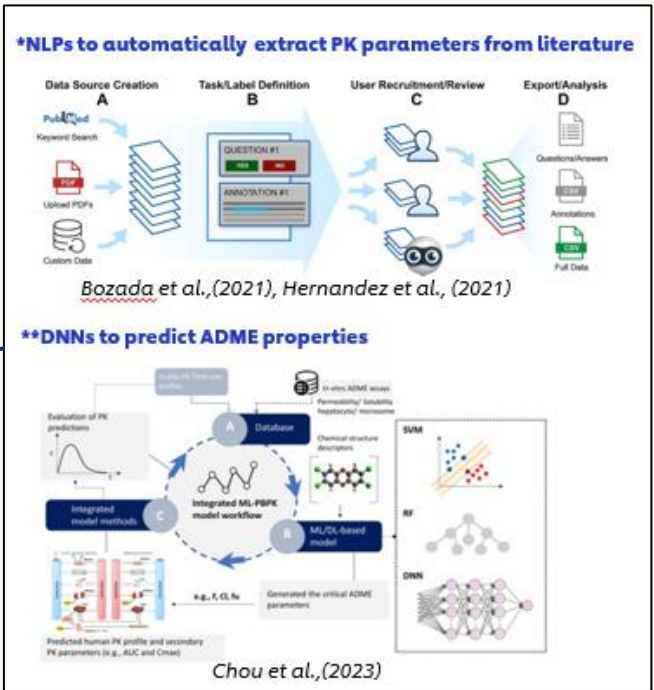 *NLPs to automatically extract PK parameters from literature
Data Source Creation
A
Task/Label Definition
B
User Recruitment/Review
C
Export/Analysis
D
PubMed
Keyword Search
PDF
Upload PDFs
Custom Data
QUESTION #1
YES
NO
ANNOTATION #1
Questions/Answers
CSV
Annotations
CSV
Full Data
Bozada et al.,(2021), Hernandez et al., (2021)
**DNNs to predict ADME properties
profiles
Evaluation of PK
predictions
A
Database
In vitro ADME assays
Permeability/ Solubility
hepatocyte/ microsome
Chemical structure
descriptors
Integrated ML-PBPK
model workflow
Integrated
model methods
C
B
ML/DL-based
model
SVM
RF
DNN
e.g., F, Cl, fu
Generated the critical ADME
parameters
Predicted human PK profile and secondary
PK parameters (e.g., AUC and Cmax)
Chou et al.,(2023)